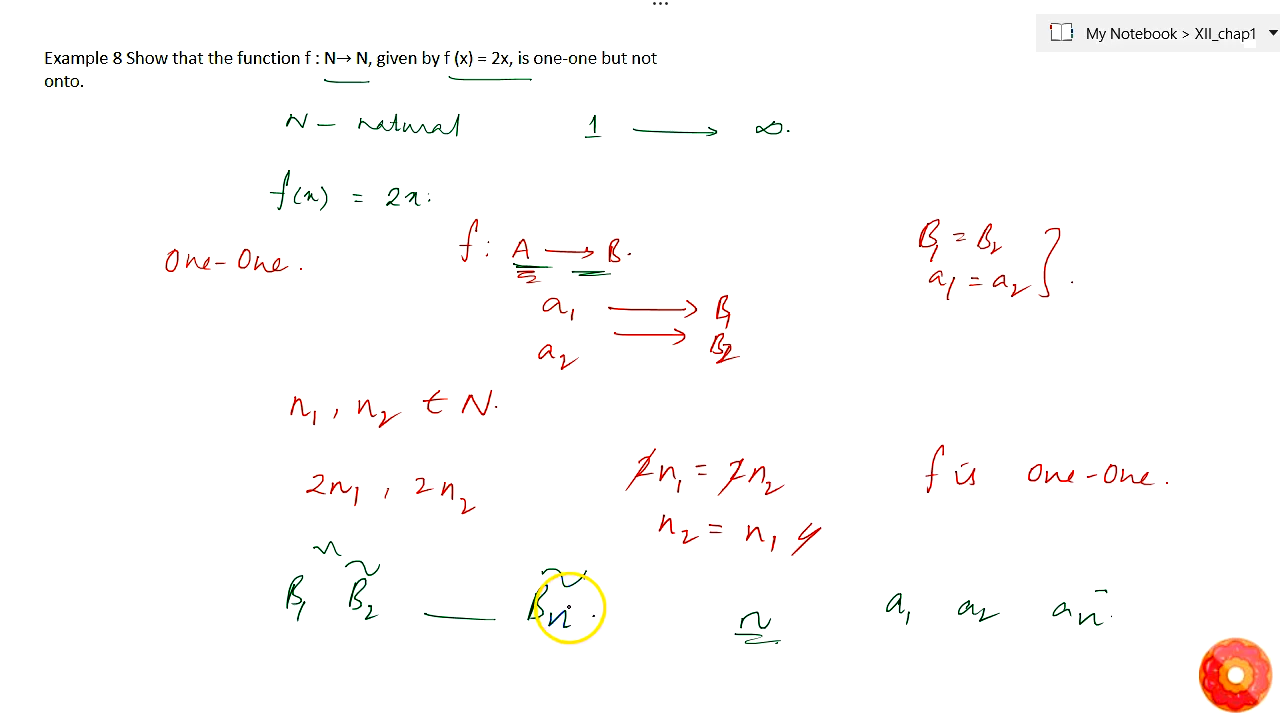 My Notebook > XII_chap1
Example 8 Show that the function f : N→ N, given by f (x) = 2x, is one-one but not
onto.
N – natural 1 ⟶ ∞.
f(x) = 2x.
One-One. f : A ⟶ B.
B₁ = B₂
a₁ = a₂ } .
a₁ ⟶ B₁
a₂ ⟶ B₂
n₁ , n₂ ∈ N.
2n₁ , 2n₂ 2n₁ = 2n₂ f is one-one.
n₂ = n₁
B₁ B₂ — Bn . n a₁ a₂ an .